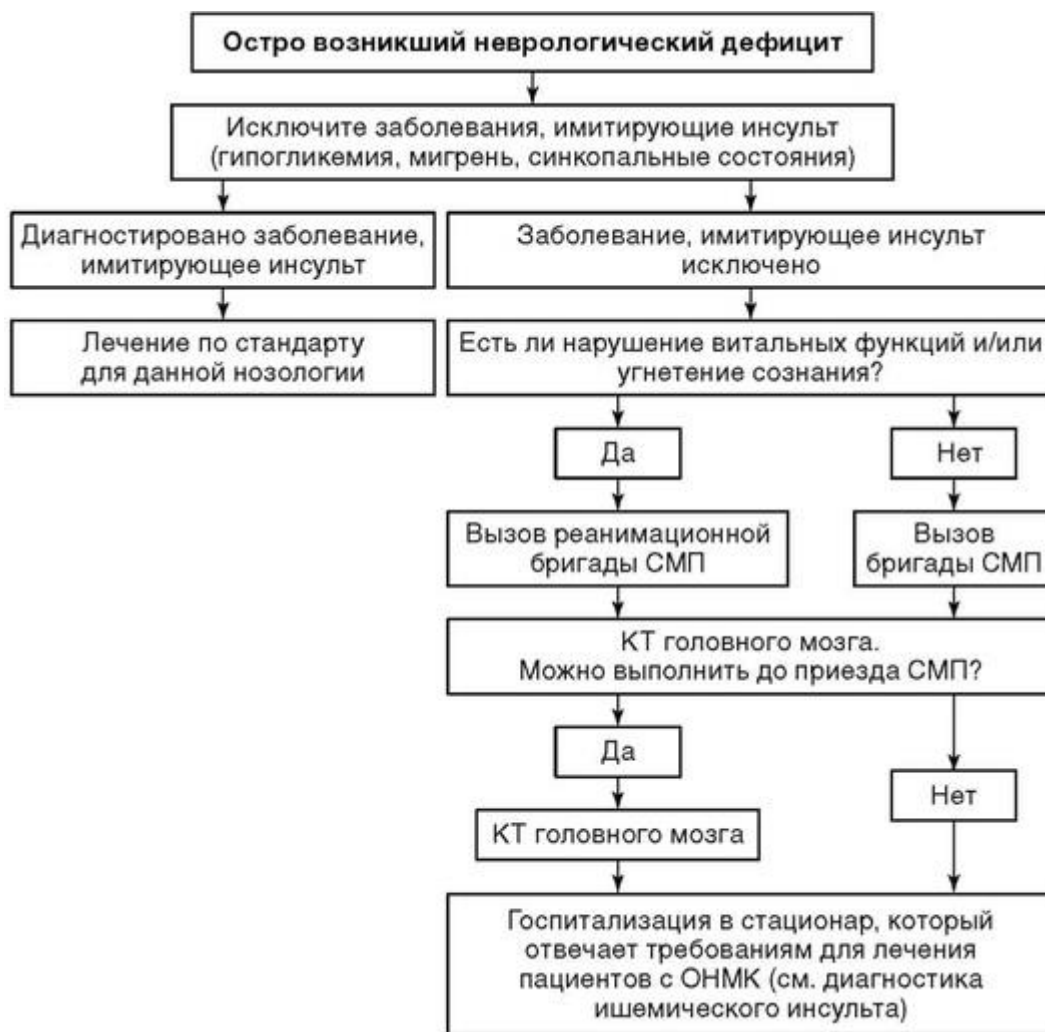 Остро возникший неврологический дефицит
Исключите заболевания, имитирующие инсульт
(гипогликемия, мигрень, синкопальные состояния)
Диагностировано заболевание,
имитирующее инсульт
Заболевание, имитирующее инсульт
исключено
Лечение по стандарту
для данной нозологии
Есть ли нарушение витальных функций и/или
угнетение сознания?
Да
Нет
Вызов реанимационной
бригады СМП
Вызов
бригады СМП
КТ головного мозга.
Можно выполнить до приезда СМП?
Да
Нет
КТ головного мозга
Госпитализация в стационар, который
отвечает требованиям для лечения
пациентов с ОНМК (см. диагностика
ишемического инсульта)